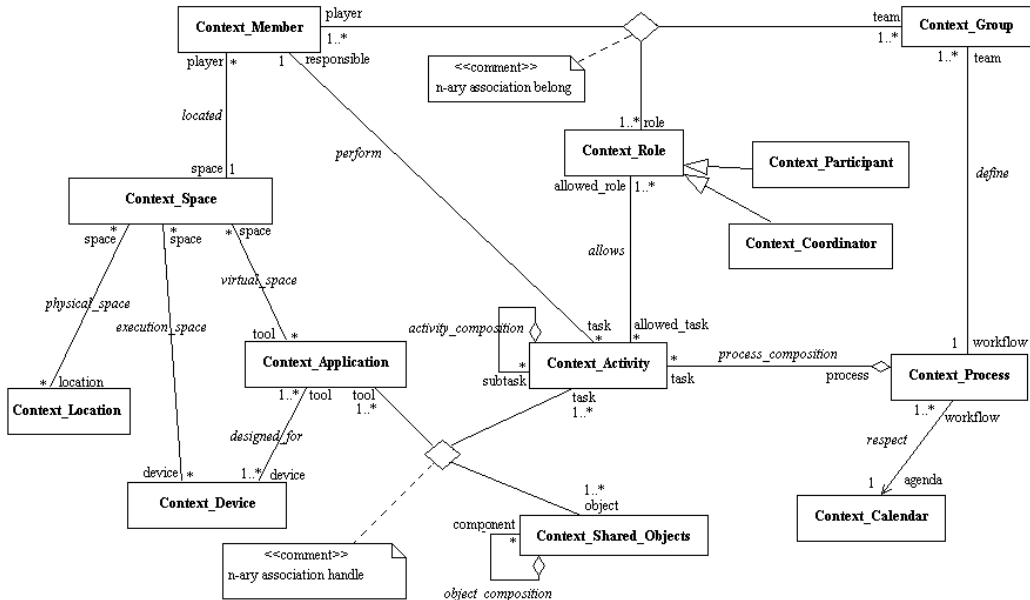 player
team
Context_Member
Context_Group
1..*
1..*
player
*
1
responsible
<<comment>>
n-ary association belong
1..*
team
located
perform
1..*
role
Context_Role
Context_Participant
define
space
1
allowed_role
1..*
Context_Space
Context_Coordinator
*
space
*
space
*
space
allows
virtual_space
physical_space
execution_space
activity_composition
tool
*
task
*
allowed_task
*
1
workflow
Context_Application
Context_Activity
*
process_composition
Context_Process
*
location
subtask
*
task
process
1..*
tool
tool
1..*
task
1..*
1..*
workflow
Context_Location
designed_for
respect
device
*
1..*
device
1..*
object
1
agenda
Context_Device
Context_Calendar
component
*
Context_Shared_Objects
<<comment>>
n-ary association handle
object_composition